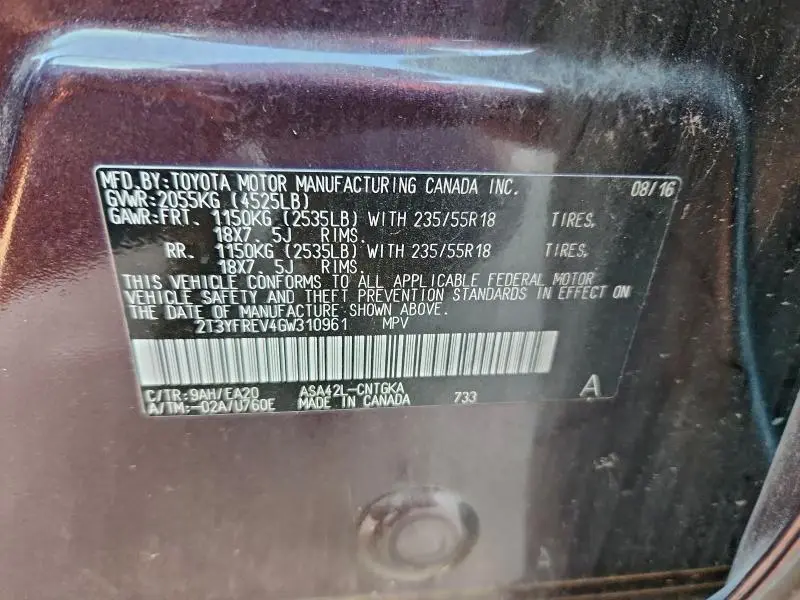 MFD.BY:TOYOTA MOTOR MANUFACTURING CANADA INC. 08/16
GVWR:2055KG (4525LB)
GAWR:FRT. 1150KG (2535LB) WITH 235/55R18 TIRES,
18X7. 5J RIMS.
RR. 1150KG (2535LB) WITH 235/55R18 TIRES,
18X7. 5J RIMS.
THIS VEHICLE CONFORMS TO ALL APPLICABLE FEDERAL MOTOR
VEHICLE SAFETY AND THEFT PREVENTION STANDARDS IN EFFECT ON
THE DATE OF MANUFACTURE SHOWN ABOVE.
2T3YFREV4GW310961 MPV
C/TR:9AH/EA20 ASA42L-CNTGKA A
A/TM:-02A/U760E MADE IN CANADA 733